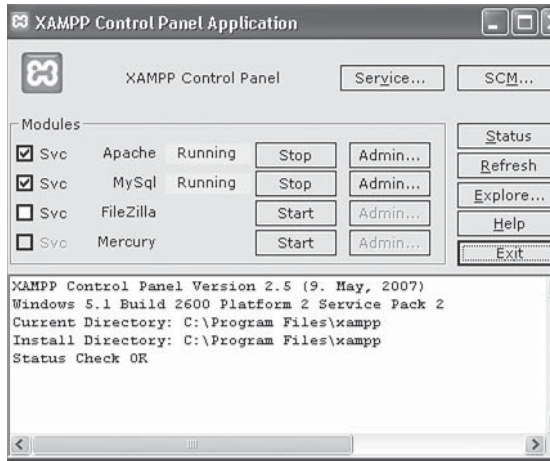 XAMPP Control Panel Application
XAMPP Control Panel Service... SCM...
Modules
Svc Apache Running Stop Admin...
Svc MySql Running Stop Admin...
Svc FileZilla Start Admin...
Svc Mercury Start Admin...
Status
Refresh
Explore...
Help
Exit
XAMPP Control Panel Version 2.5 (9. May, 2007)
Windows 5.1 Build 2600 Platform 2 Service Pack 2
Current Directory: C:\Program Files\xampp
Install Directory: C:\Program Files\xampp
Status Check OR